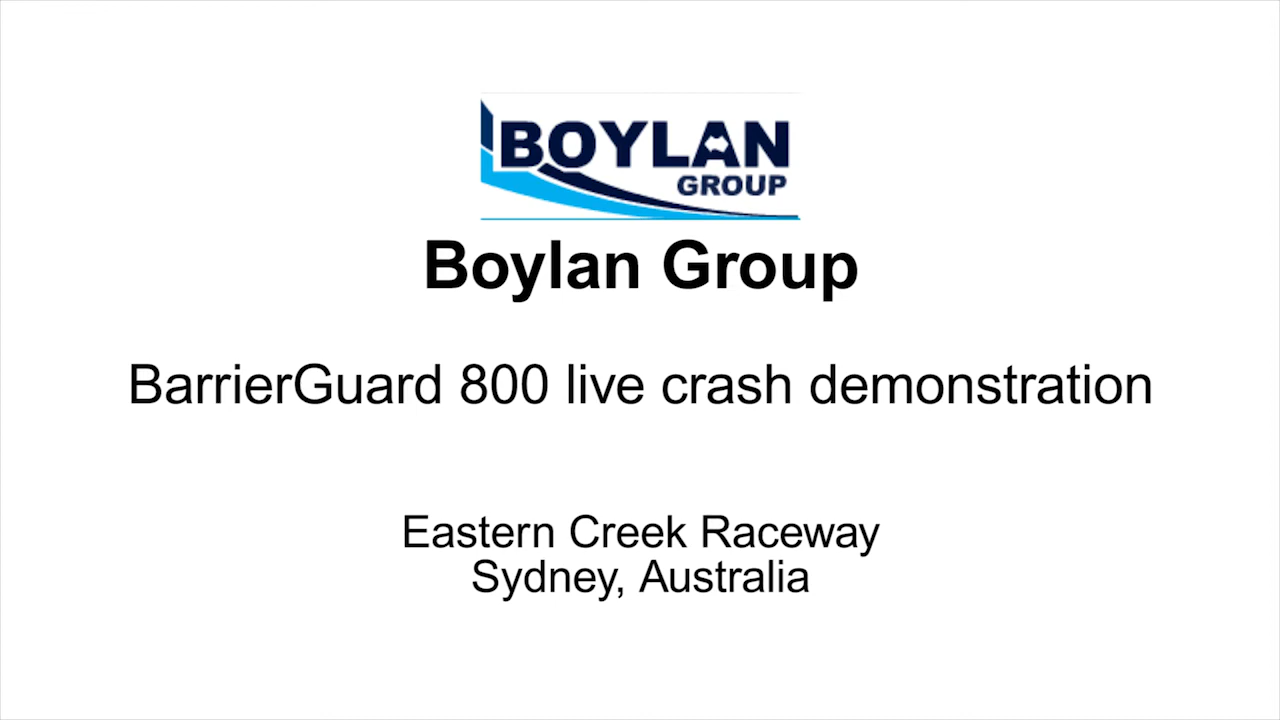 BOYLAN
GROUP
Boylan Group
BarrierGuard 800 live crash demonstration
Eastern Creek Raceway
Sydney, Australia